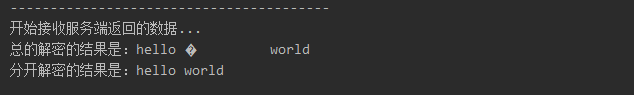 ----------------------------------------
开始接收服务端返回的数据...
总的解密的结果是：hello �         world
分开解密的结果是：hello world